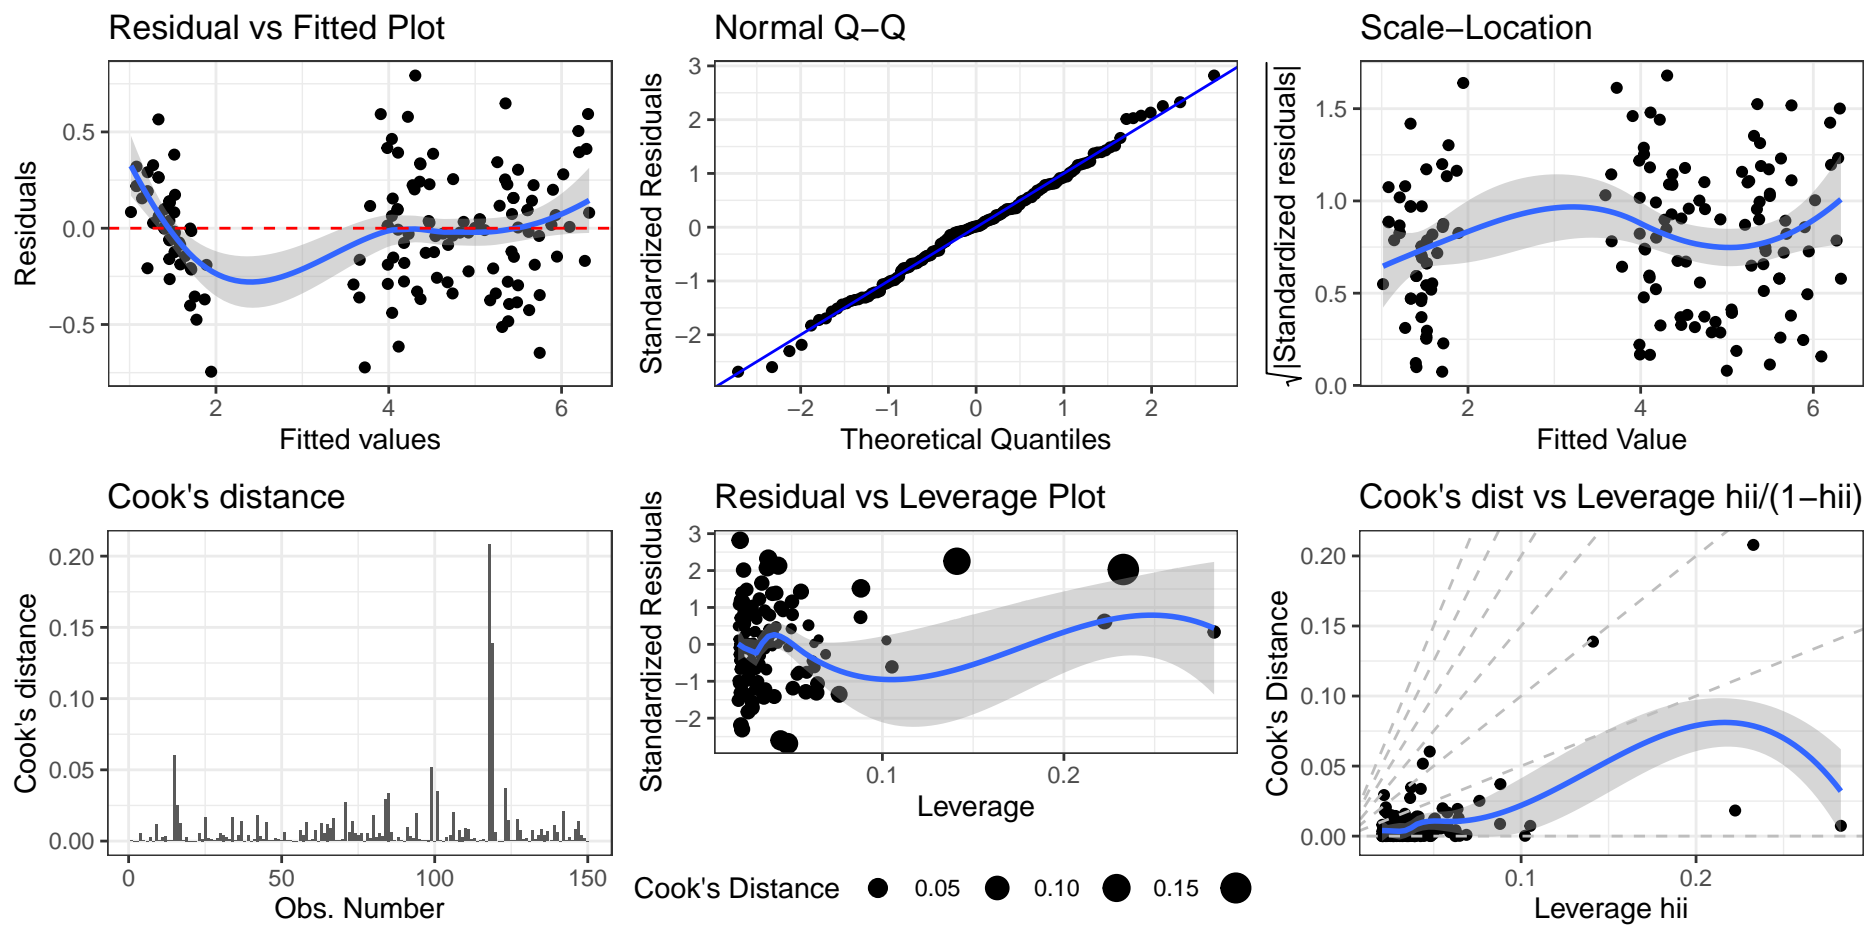 Residual vs Fitted Plot
Residuals
0.5
0.0
−0.5
2 4 6
Fitted values
Normal Q−Q
Standardized Residuals
3
2
1
0
−1
−2
−2 −1 0 1 2
Theoretical Quantiles
Scale−Location
√|Standardized residuals|
1.5
1.0
0.5
0.0
2 4 6
Fitted Value
Cook's distance
Cook's distance
0.20
0.15
0.10
0.05
0.00
0 50 100 150
Obs. Number
Residual vs Leverage Plot
Standardized Residuals
3
2
1
0
−1
−2
0.1 0.2
Leverage
Cook's Distance 0.05 0.10 0.15
Cook's dist vs Leverage hii/(1−hii)
Cook's Distance
0.20
0.15
0.10
0.05
0.00
0.1 0.2
Leverage hii